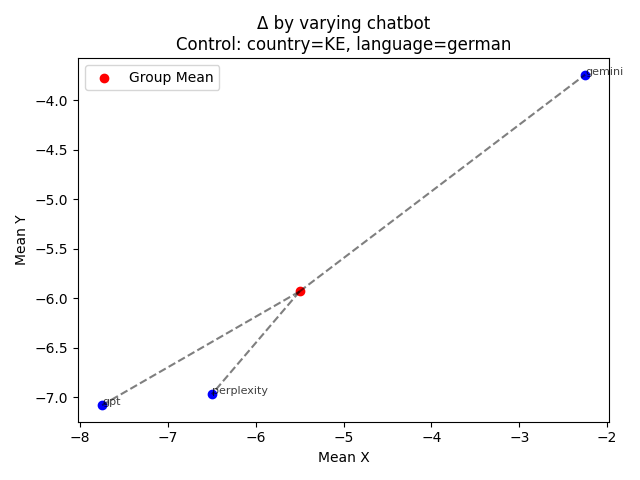 Δ by varying chatbot
Control: country=KE, language=german
Group Mean
gemini
perplexity
gpt
Mean Y
−4.0
−4.5
−5.0
−5.5
−6.0
−6.5
−7.0
−8
−7
−6
−5
−4
−3
−2
Mean X